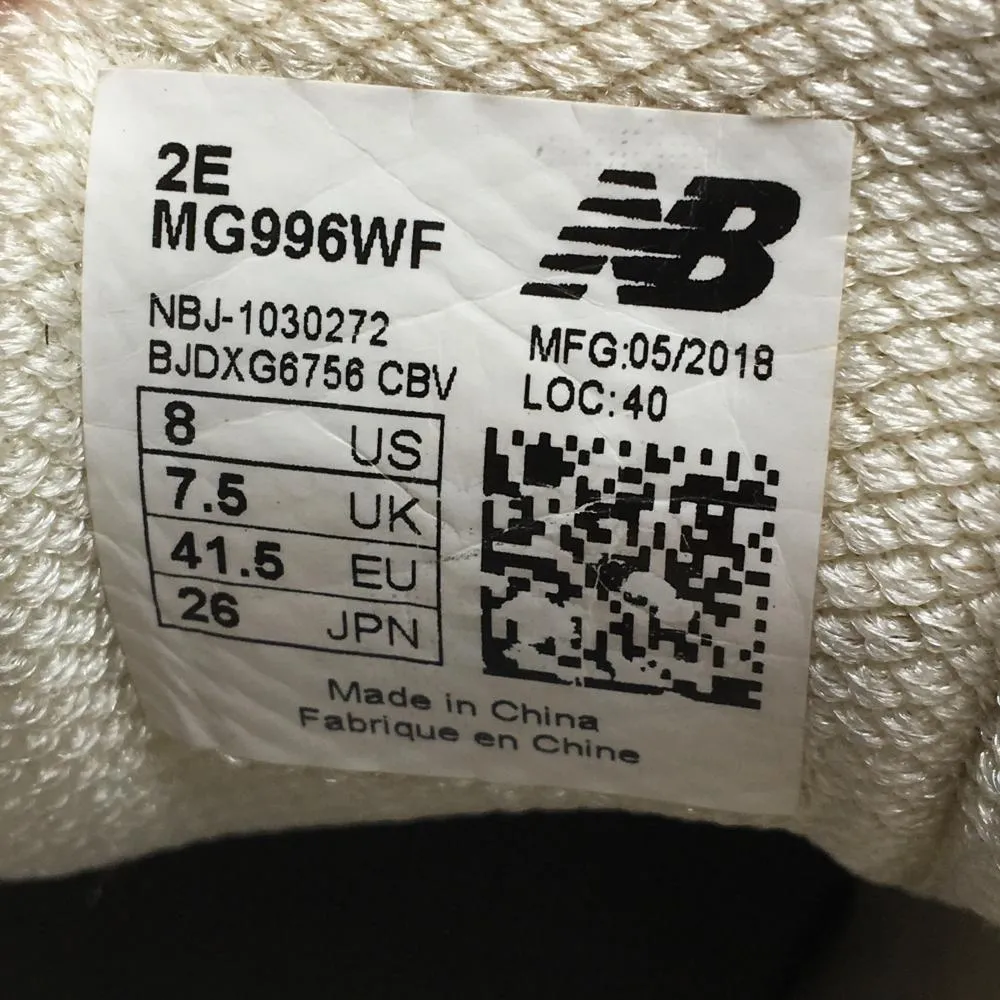 2E
MG996WF
NBJ-1030272
BJDXG6756 CBV
8 US
7.5 UK
41.5 EU
26 JPN
NB
MFG:05/2018
LOC:40
Made in China
Fabrique en Chine